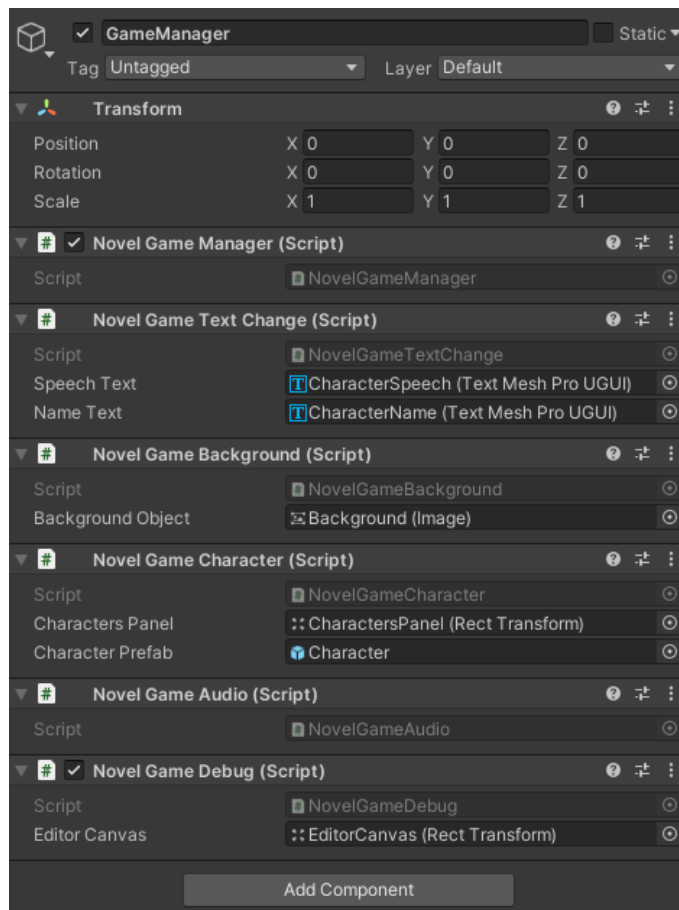 GameManager Static
Tag Untagged Layer Default
Transform
Position X 0 Y 0 Z 0
Rotation X 0 Y 0 Z 0
Scale X 1 Y 1 Z 1
# Novel Game Manager (Script)
Script NovelGameManager
# Novel Game Text Change (Script)
Script NovelGameTextChange
Speech Text CharacterSpeech (Text Mesh Pro UGUI)
Name Text CharacterName (Text Mesh Pro UGUI)
# Novel Game Background (Script)
Script NovelGameBackground
Background Object Background (Image)
# Novel Game Character (Script)
Script NovelGameCharacter
Characters Panel CharactersPanel (Rect Transform)
Character Prefab Character
# Novel Game Audio (Script)
Script NovelGameAudio
# Novel Game Debug (Script)
Script NovelGameDebug
Editor Canvas EditorCanvas (Rect Transform)
Add Component